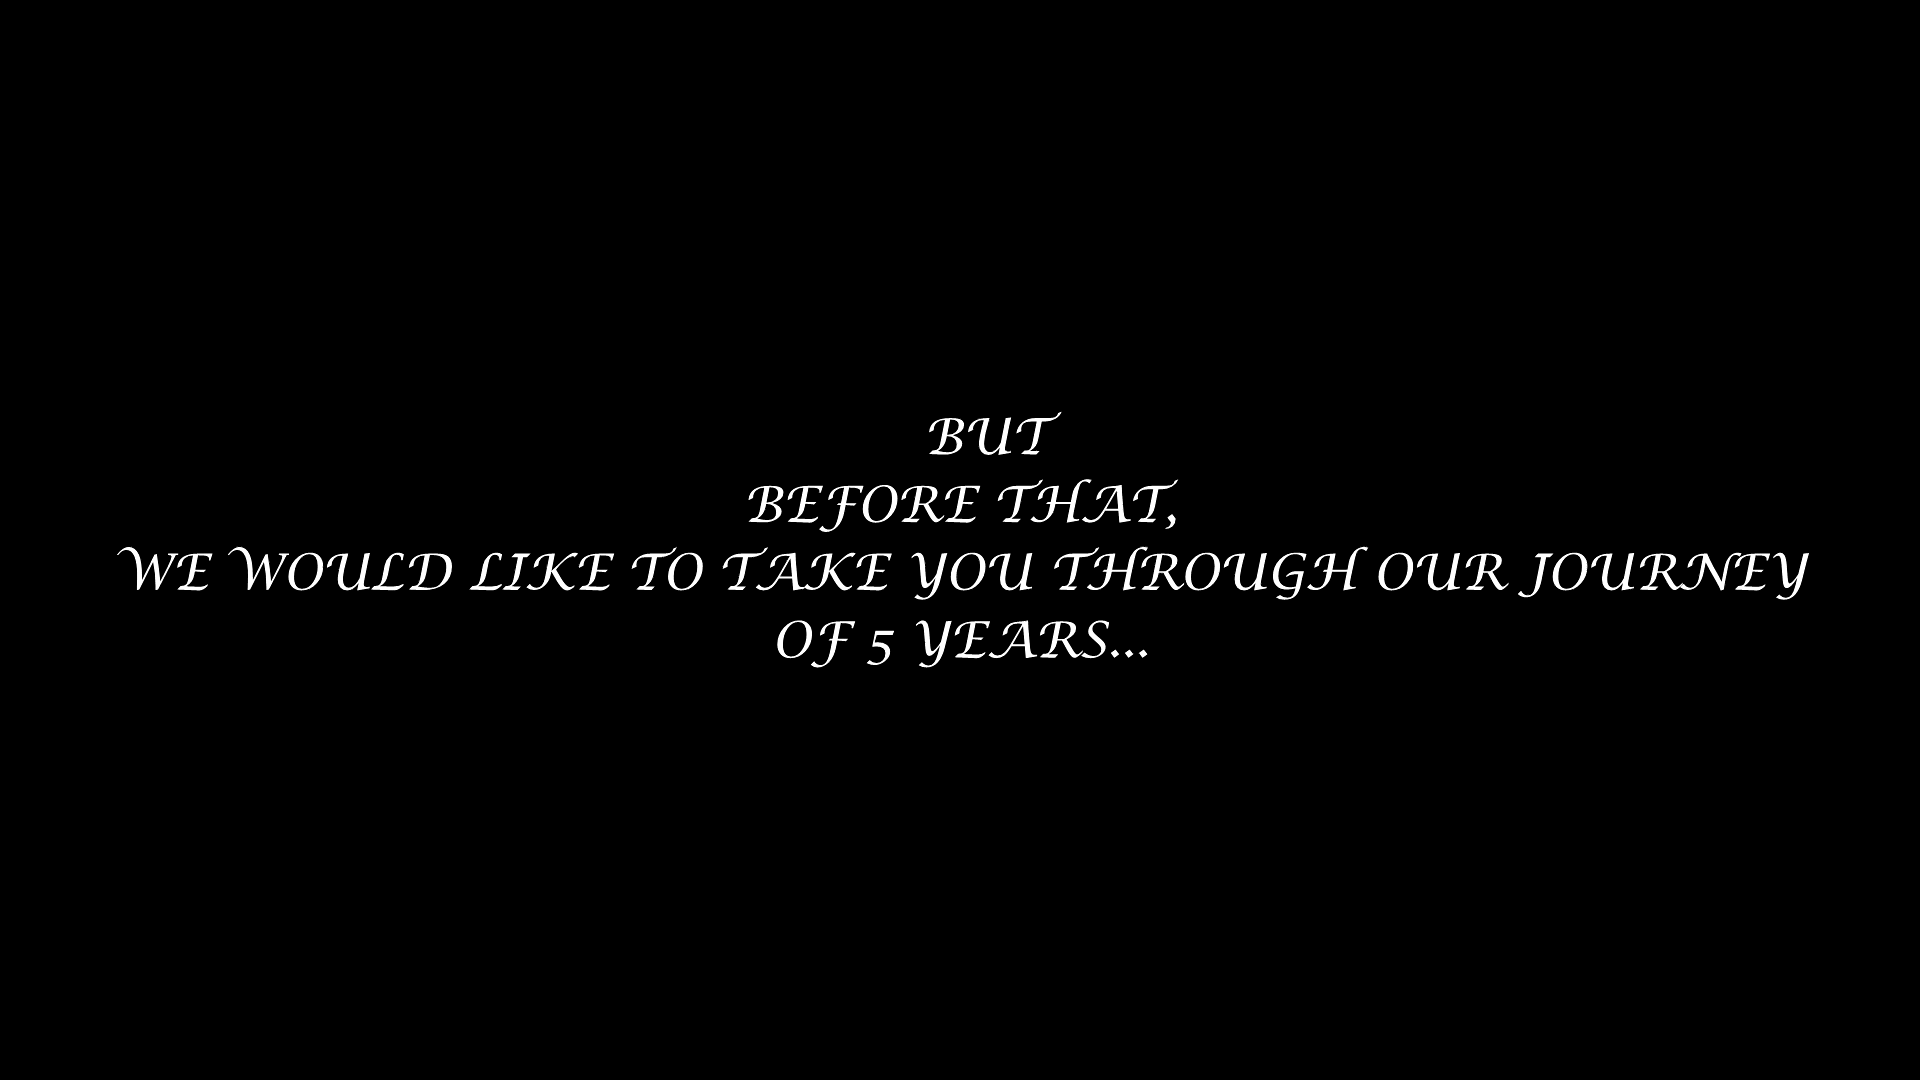 BUT
BEFORE THAT,
WE WOULD LIKE TO TAKE YOU THROUGH OUR JOURNEY
OF 5 YEARS...